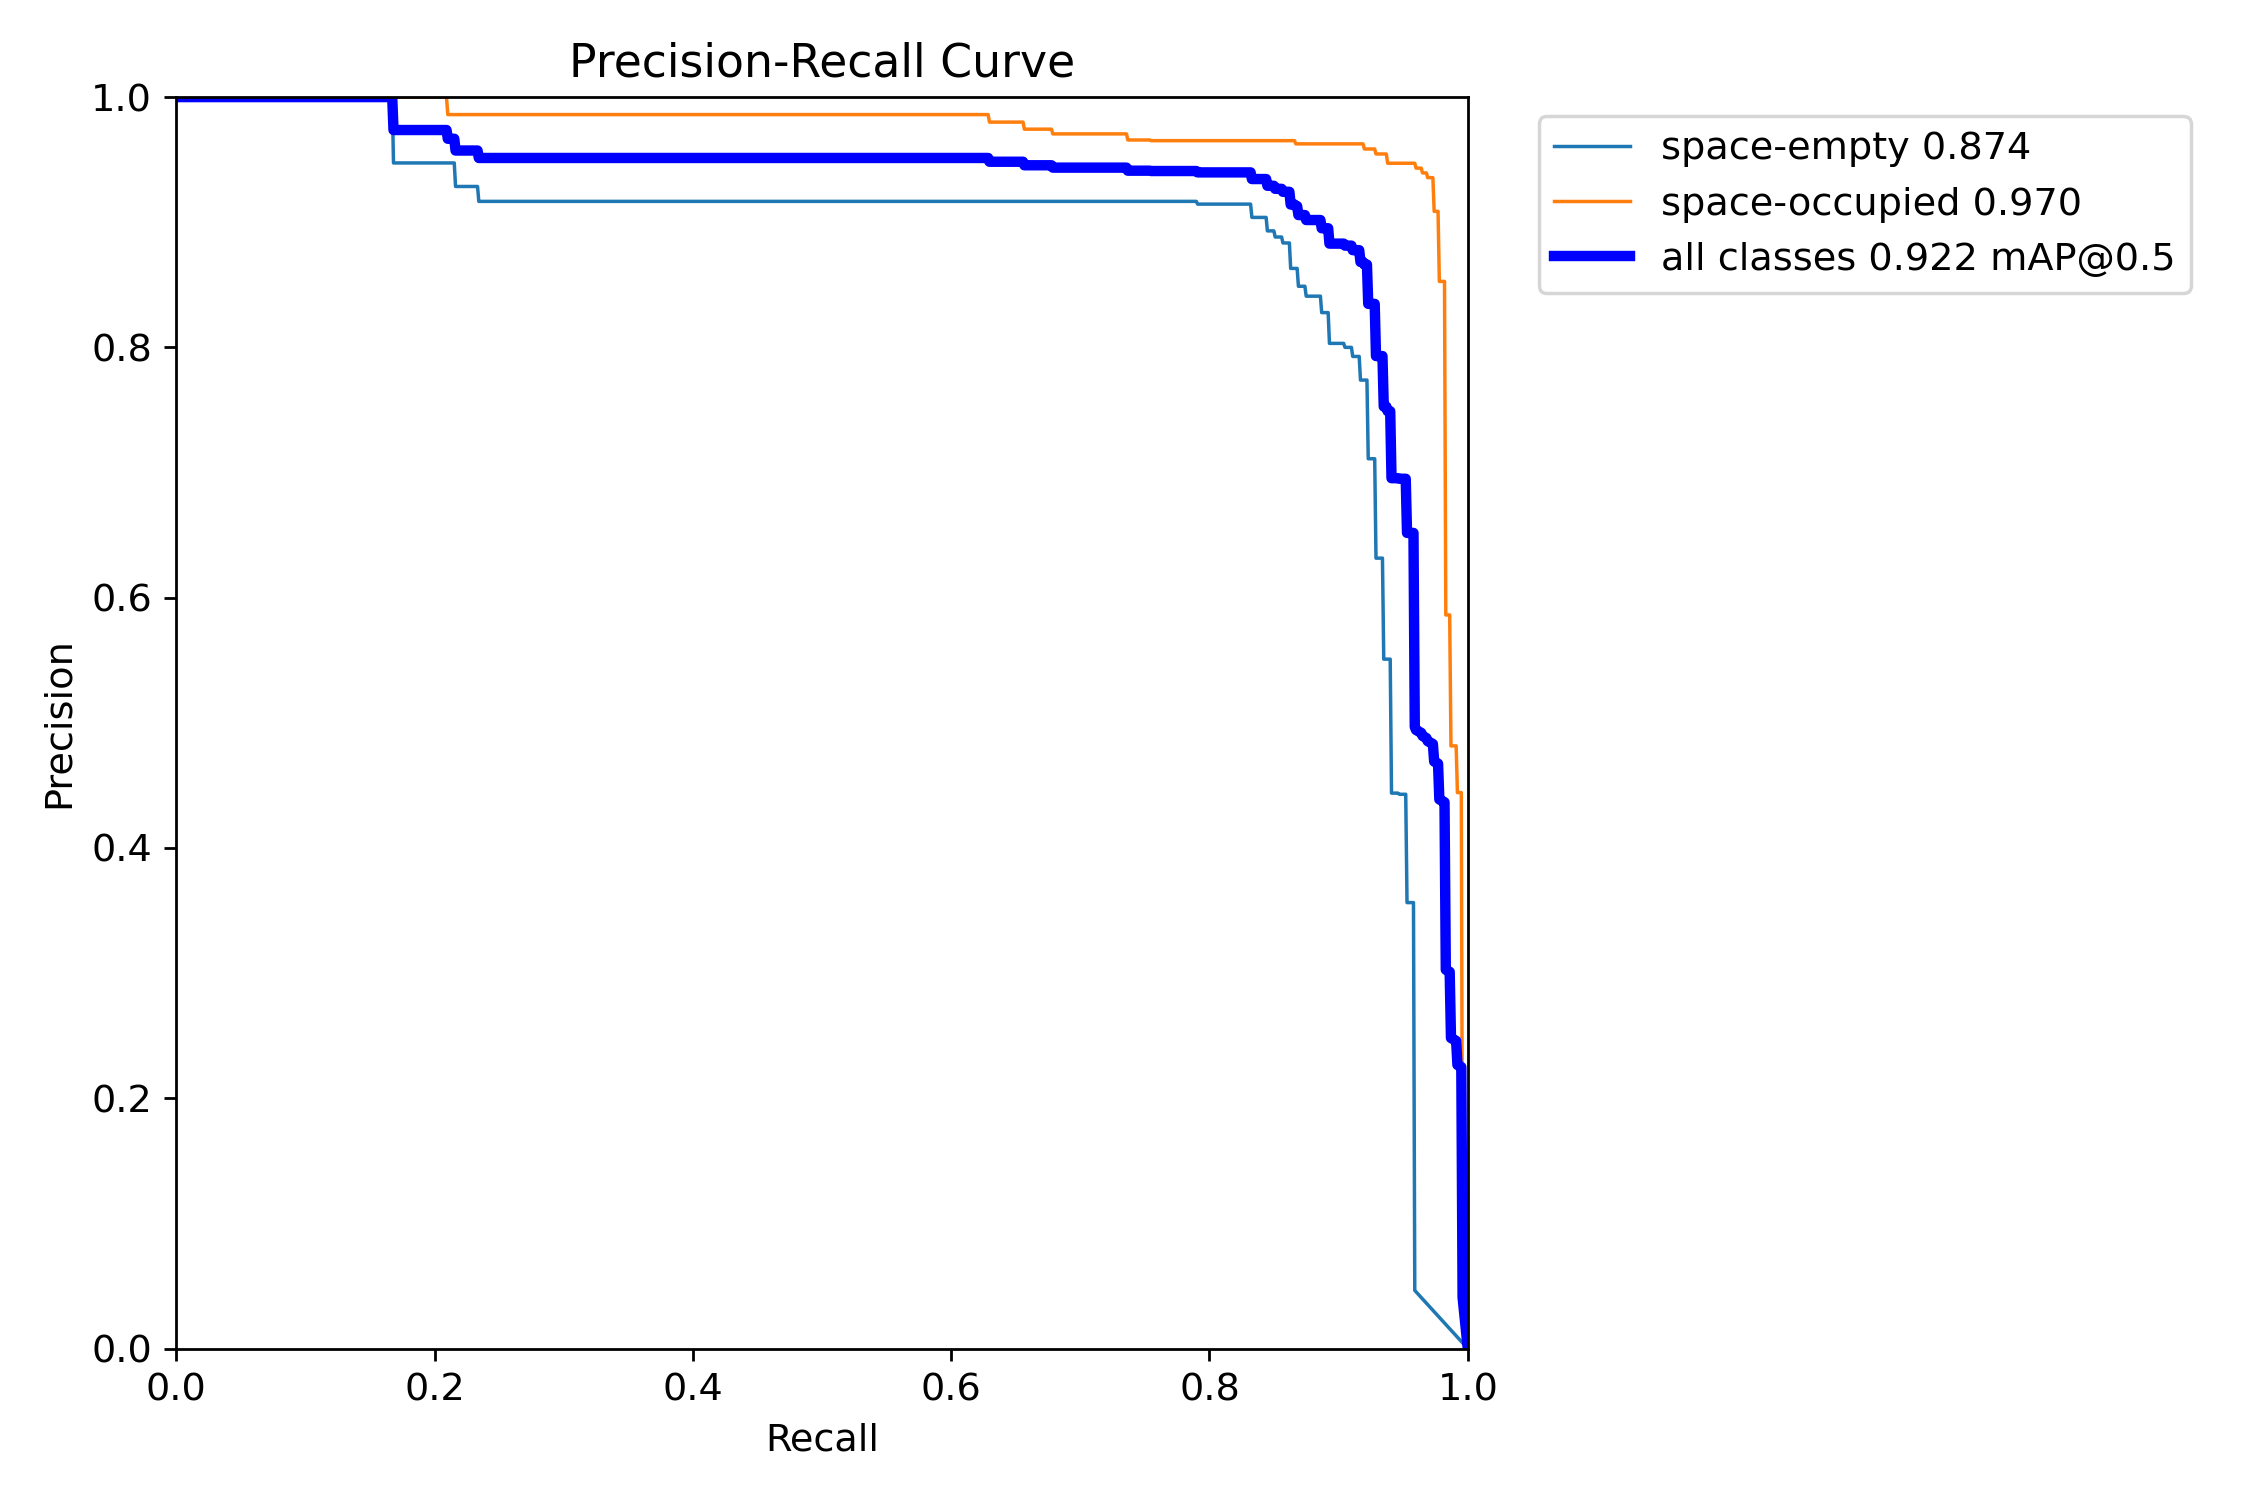 Precision-Recall Curve
1.0
0.8
0.6
0.4
0.2
0.0
Precision
0.0 0.2 0.4 0.6 0.8 1.0
Recall
space-empty 0.874
space-occupied 0.970
all classes 0.922 mAP@0.5